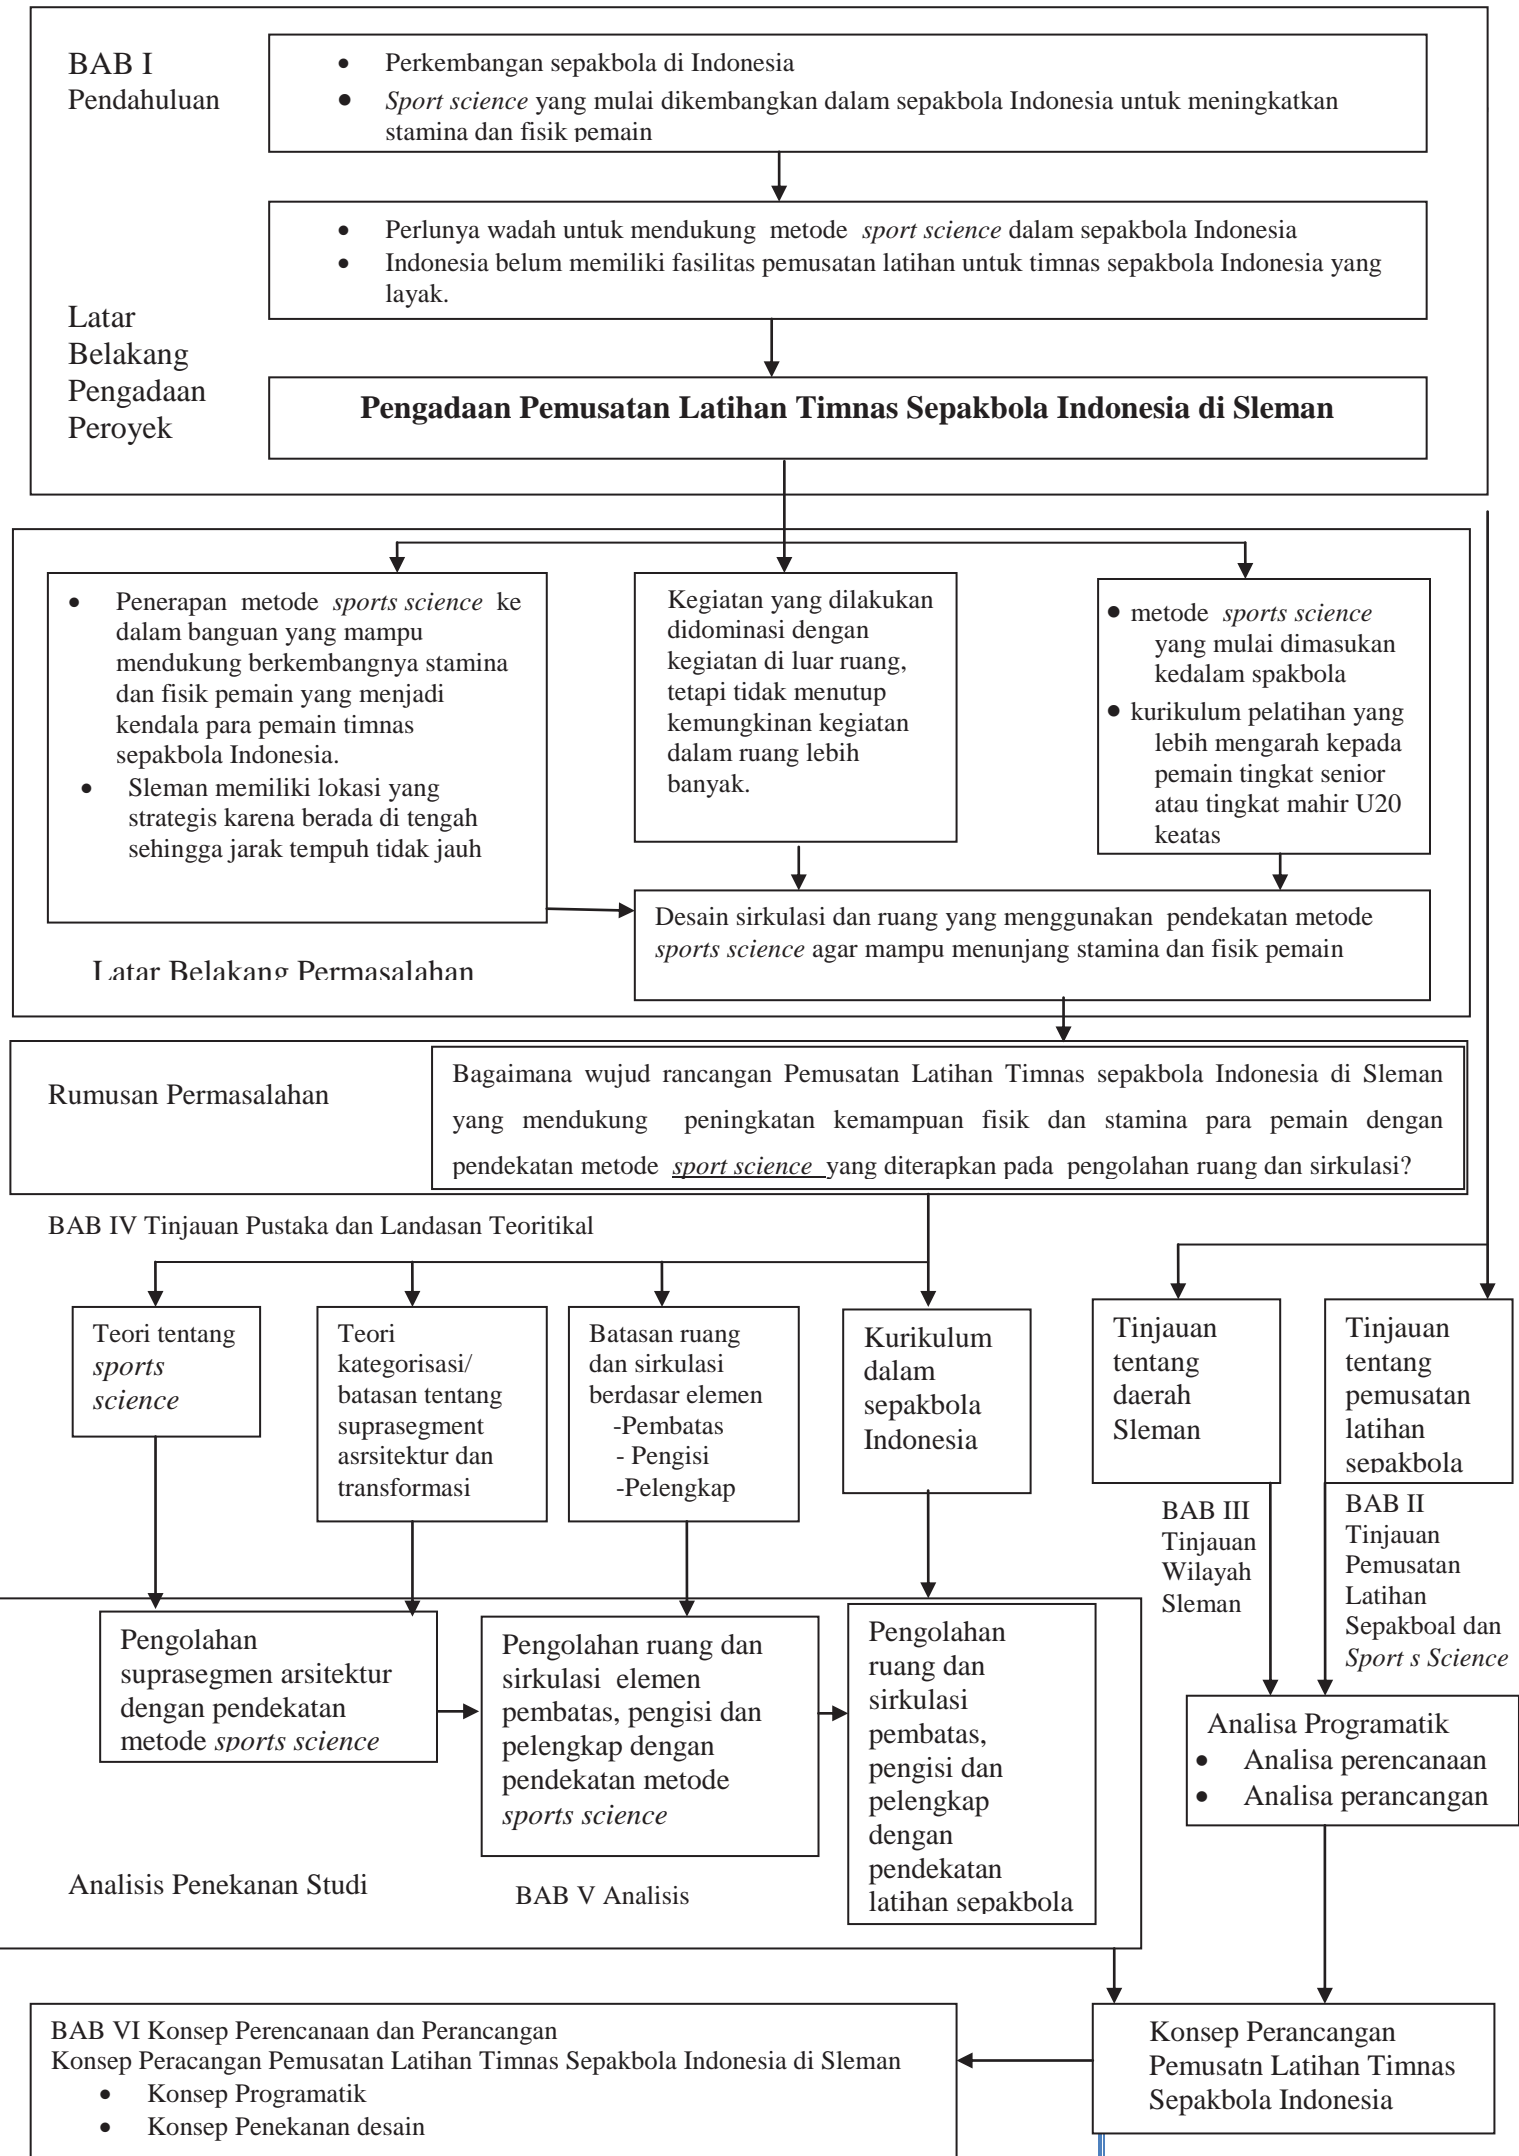 BAB I
Pendahuluan
• Perkembangan sepakbola di Indonesia
• Sport science yang mulai dikembangkan dalam sepakbola Indonesia untuk meningkatkan
stamina dan fisik pemain
• Perlunya wadah untuk mendukung metode sport science dalam sepakbola Indonesia
• Indonesia belum memiliki fasilitas pemusatan latihan untuk timnas sepakbola Indonesia yang
layak.
Latar
Belakang
Pengadaan
Peroyek
Pengadaan Pemusatan Latihan Timnas Sepakbola Indonesia di Sleman
• Penerapan metode sports science ke
dalam banguan yang mampu
mendukung berkembangnya stamina
dan fisik pemain yang menjadi
kendala para pemain timnas
sepakbola Indonesia.
• Sleman memiliki lokasi yang
strategis karena berada di tengah
sehingga jarak tempuh tidak jauh
Kegiatan yang dilakukan
didominasi dengan
kegiatan di luar ruang,
tetapi tidak menutup
kemungkinan kegiatan
dalam ruang lebih
banyak.
• metode sports science
yang mulai dimasukan
kedalam spakbola
• kurikulum pelatihan yang
lebih mengarah kepada
pemain tingkat senior
atau tingkat mahir U20
keatas
Desain sirkulasi dan ruang yang menggunakan pendekatan metode
sports science agar mampu menunjang stamina dan fisik pemain
Latar Belakang Permasalahan
Rumusan Permasalahan
Bagaimana wujud rancangan Pemusatan Latihan Timnas sepakbola Indonesia di Sleman
yang mendukung peningkatan kemampuan fisik dan stamina para pemain dengan
pendekatan metode sport science yang diterapkan pada pengolahan ruang dan sirkulasi?
BAB IV Tinjauan Pustaka dan Landasan Teoritikal
Teori tentang
sports
science
Teori
kategorisasi/
batasan tentang
suprasegment
asrsitektur dan
transformasi
Batasan ruang
dan sirkulasi
berdasar elemen
-Pembatas
- Pengisi
-Pelengkap
Kurikulum
dalam
sepakbola
Indonesia
Tinjauan
tentang
daerah
Sleman
Tinjauan
tentang
pemusatan
latihan
sepakbola
BAB III
Tinjauan
Wilayah
Sleman
BAB II
Tinjauan
Pemusatan
Latihan
Sepakboal dan
Sport s Science
Pengolahan
suprasegmen arsitektur
dengan pendekatan
metode sports science
Pengolahan ruang dan
sirkulasi elemen
pembatas, pengisi dan
pelengkap dengan
pendekatan metode
sports science
Pengolahan
ruang dan
sirkulasi
pembatas,
pengisi dan
pelengkap
dengan
pendekatan
latihan sepakbola
Analisa Programatik
• Analisa perencanaan
• Analisa perancangan
Analisis Penekanan Studi
BAB V Analisis
BAB VI Konsep Perencanaan dan Perancangan
Konsep Peracangan Pemusatan Latihan Timnas Sepakbola Indonesia di Sleman
• Konsep Programatik
• Konsep Penekanan desain
Konsep Perancangan
Pemusatn Latihan Timnas
Sepakbola Indonesia